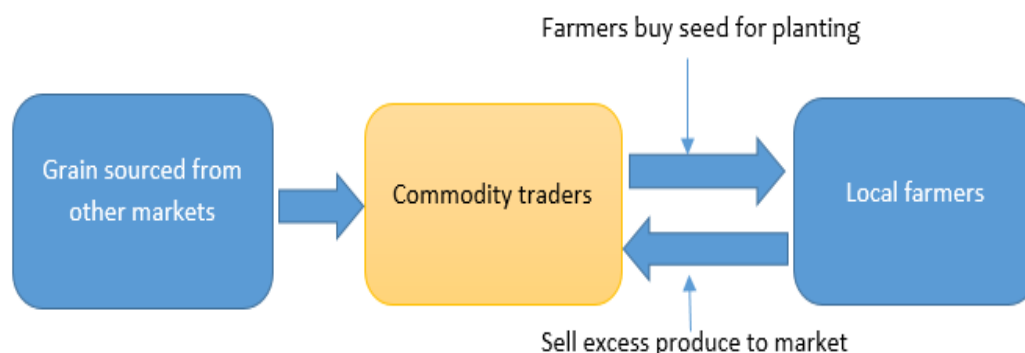 Farmers buy seed for planting
Grain sourced from
other markets
Commodity traders
Local farmers
Sell excess produce to market